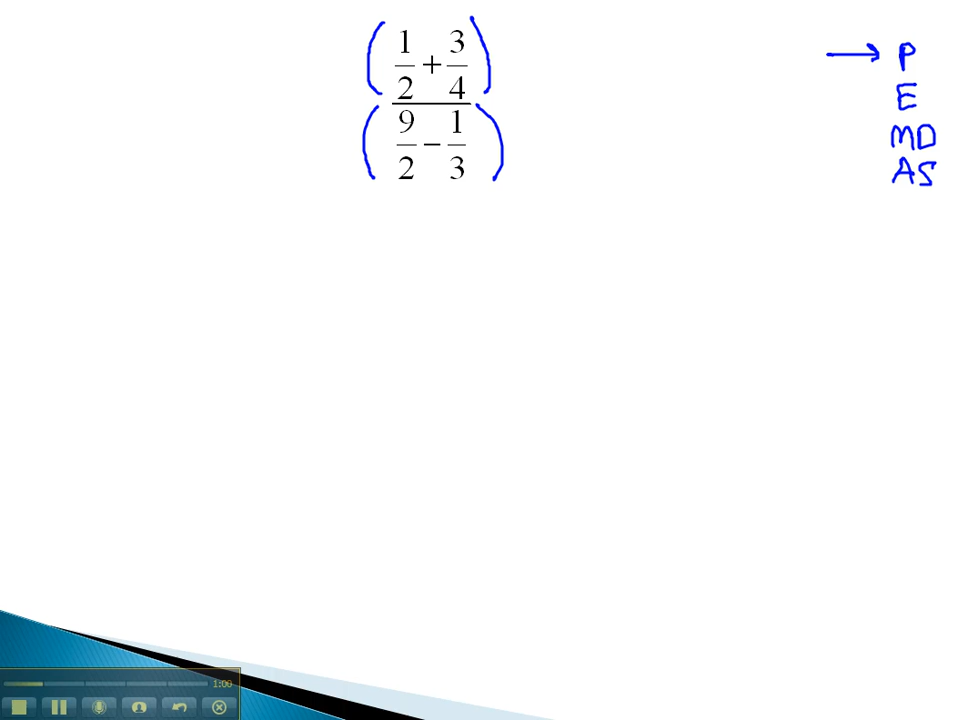 ( 1/2 + 3/4 )
( 9/2 − 1/3 )
→ P
E
MD
AS
1:00